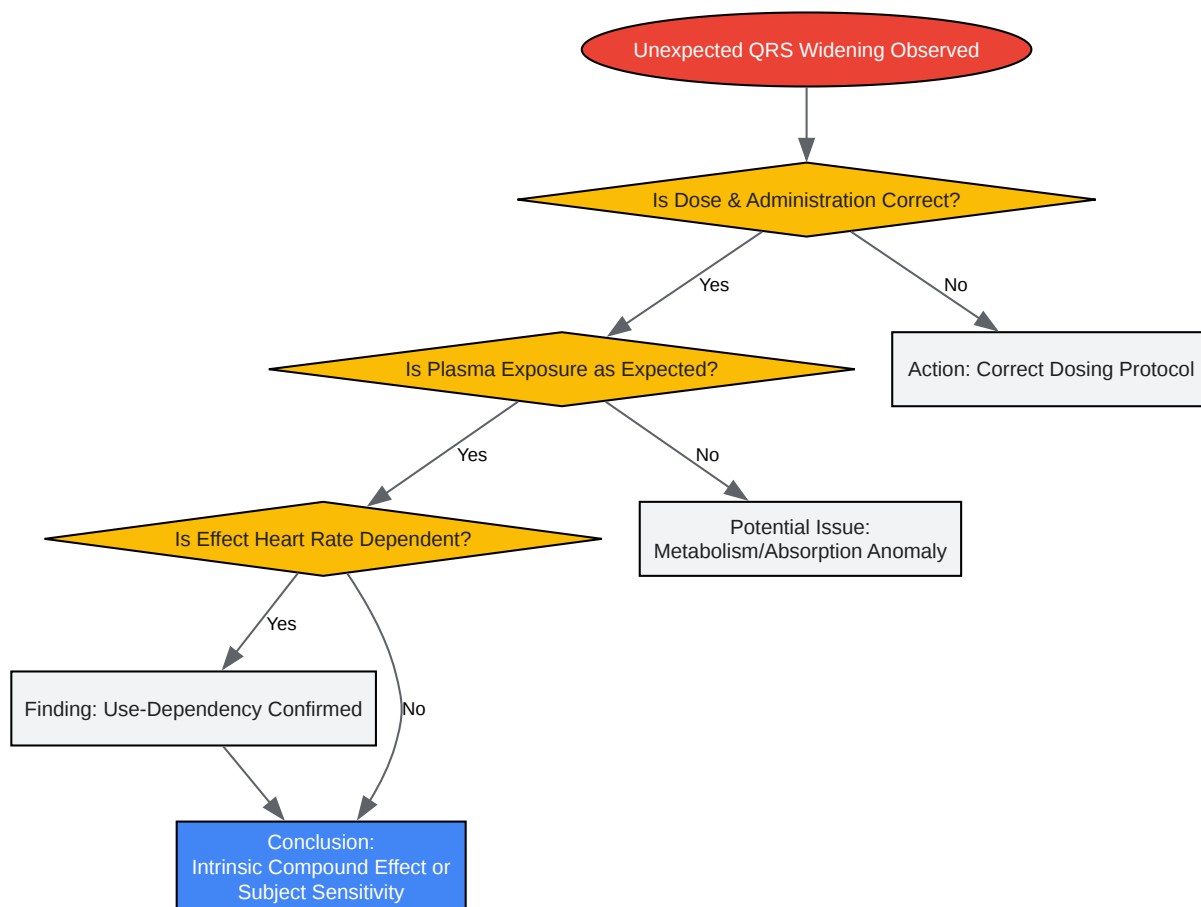 Unexpected QRS Widening Observed
Is Dose & Administration Correct?
Yes
No
Is Plasma Exposure as Expected?
Action: Correct Dosing Protocol
Yes
No
Is Effect Heart Rate Dependent?
Potential Issue:
Metabolism/Absorption Anomaly
Yes
Finding: Use-Dependency Confirmed
No
Conclusion:
Intrinsic Compound Effect or
Subject Sensitivity